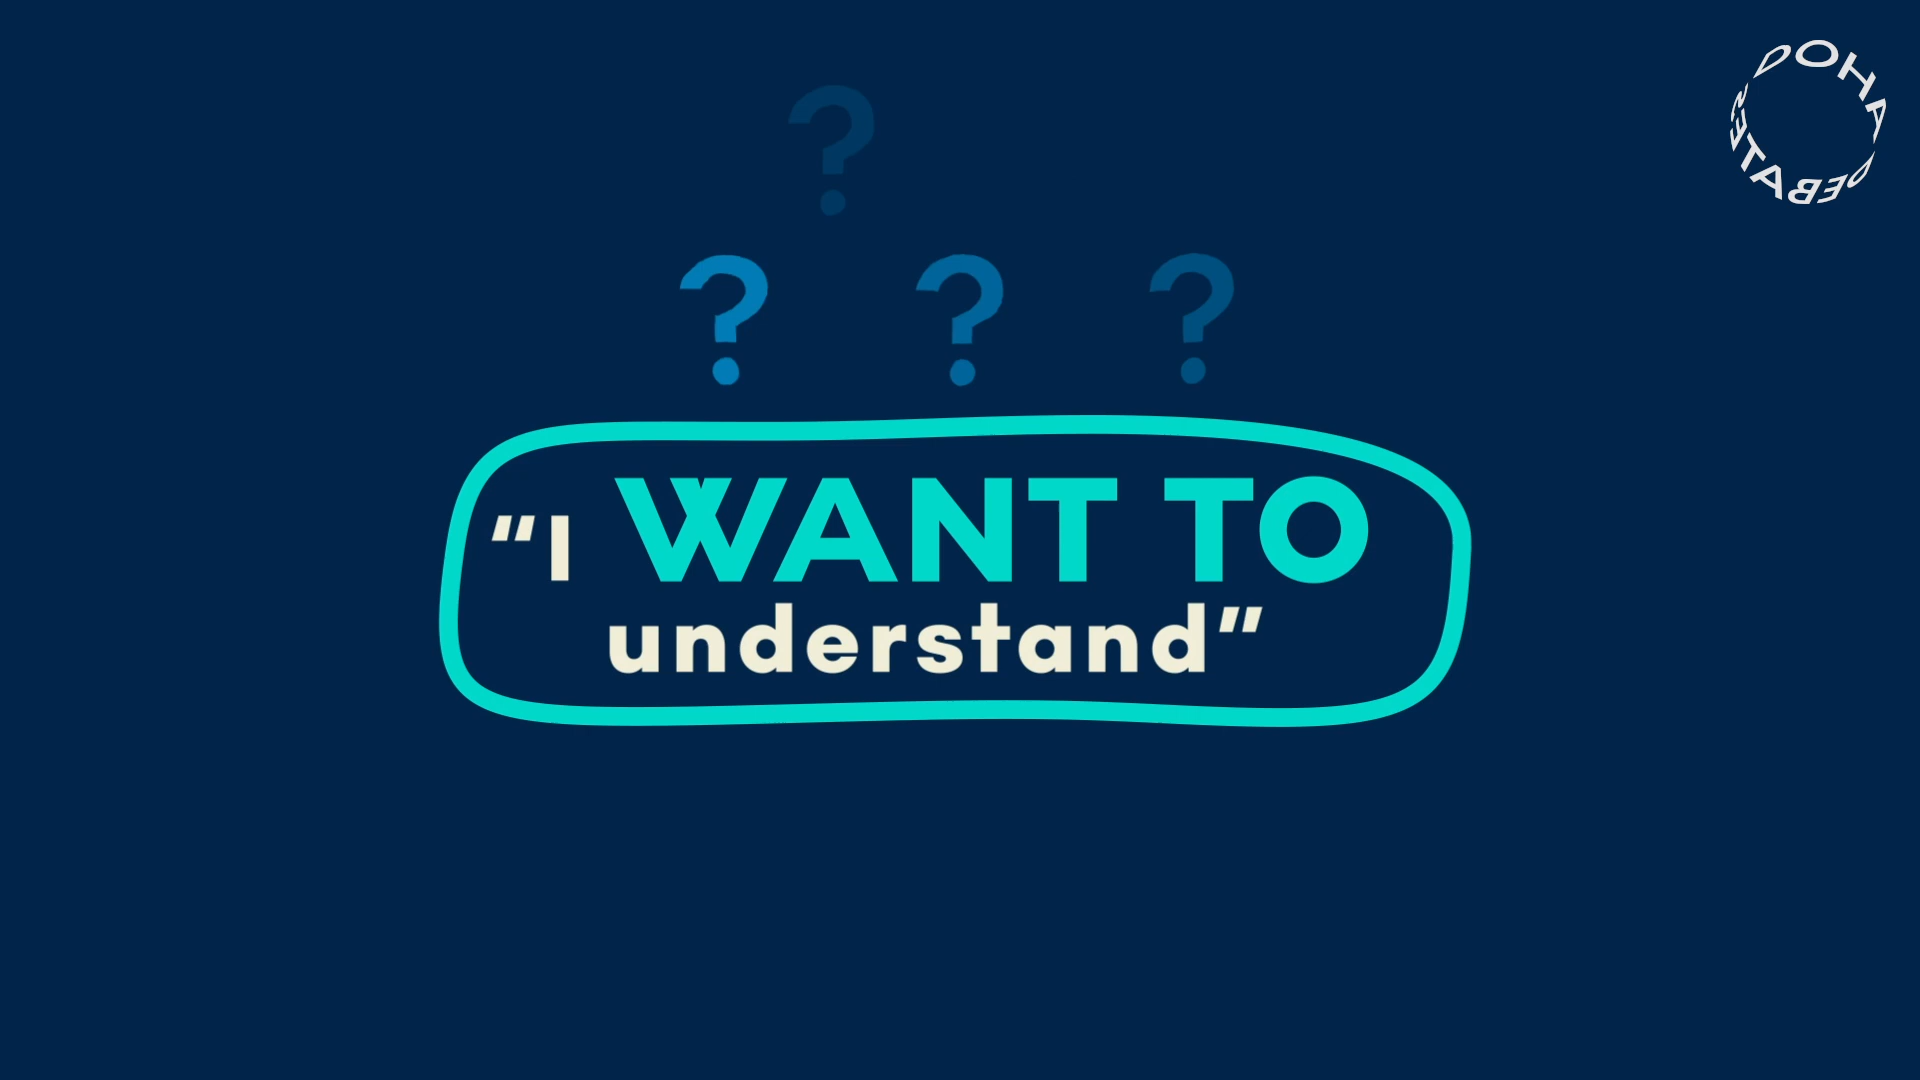 DOHA DEBATES
?
? ? ?
“I WANT TO
understand”